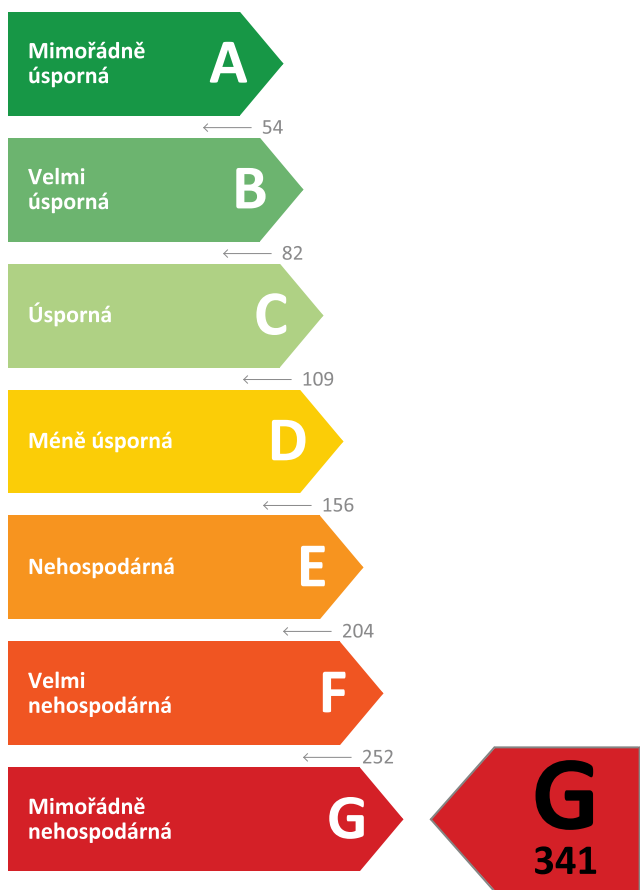 Mimořádně
úsporná
A
54
Velmi
úsporná
B
82
Úsporná
C
109
Méně úsporná
D
156
Nehospodárná
E
204
Velmi
nehospodárná
F
252
Mimořádně
nehospodárná
G
G
341